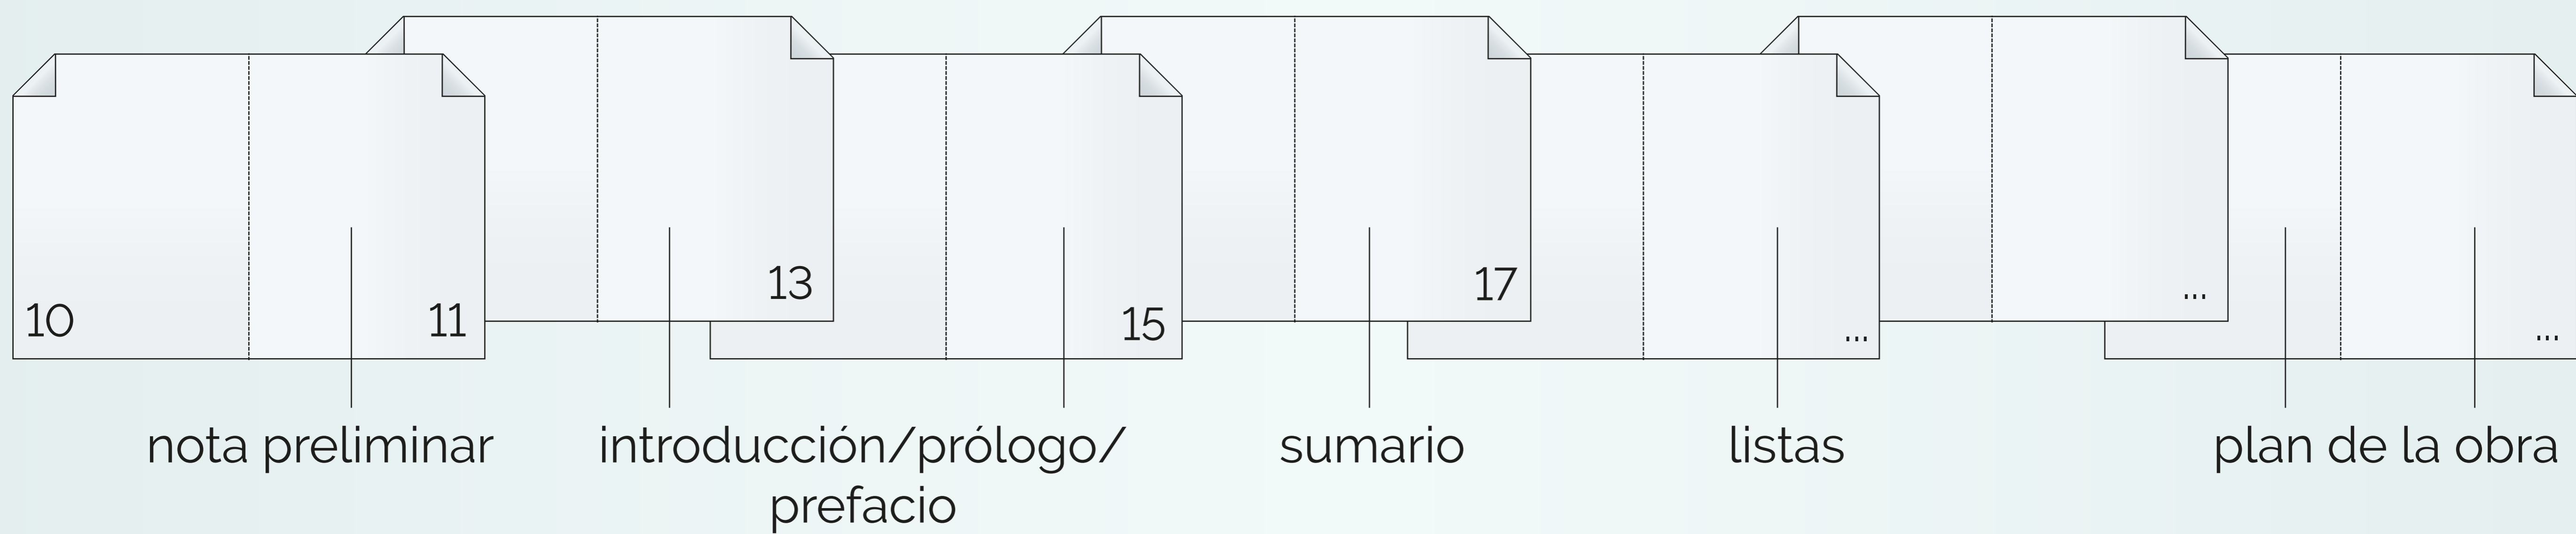 10
11
13
15
17
...
...
...
nota preliminar
introducción/prólogo/
prefacio
sumario
listas
plan de la obra